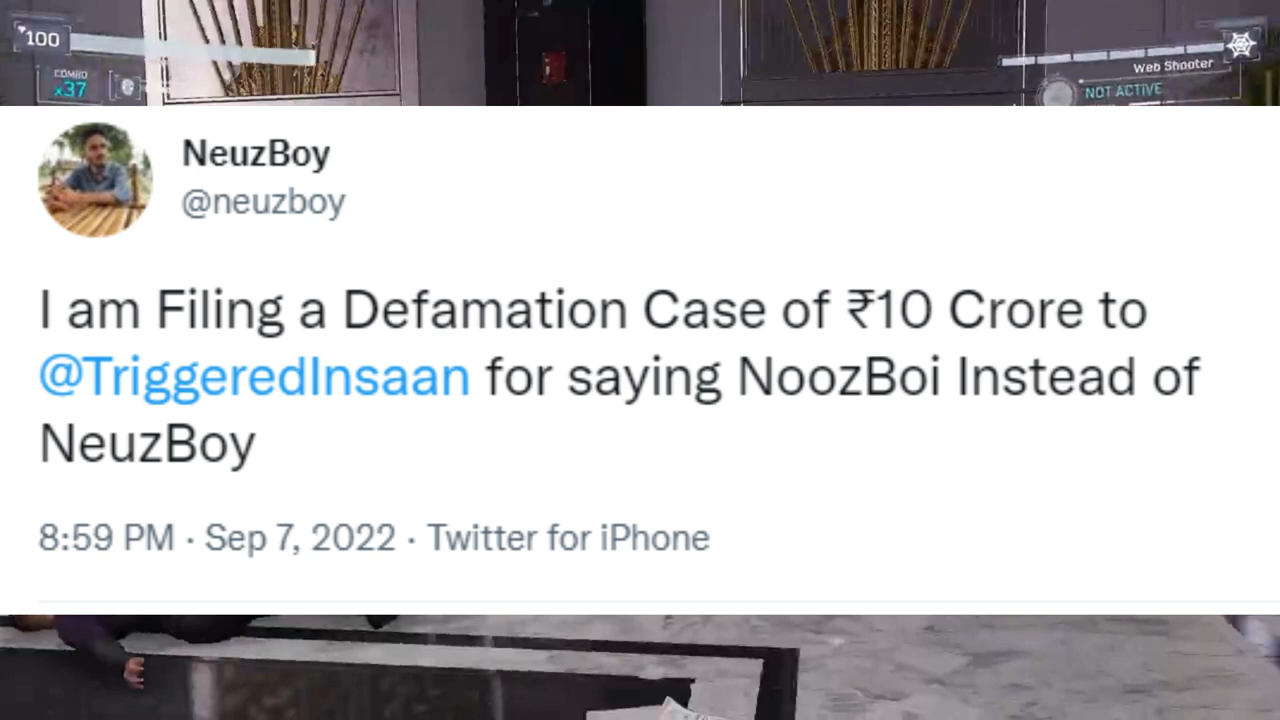 100
COMBO
x37
Web Shooter
NOT ACTIVE
NeuzBoy
@neuzboy
I am Filing a Defamation Case of ₹10 Crore to
@TriggeredInsaan for saying NoozBoi Instead of
NeuzBoy
8:59 PM · Sep 7, 2022 · Twitter for iPhone